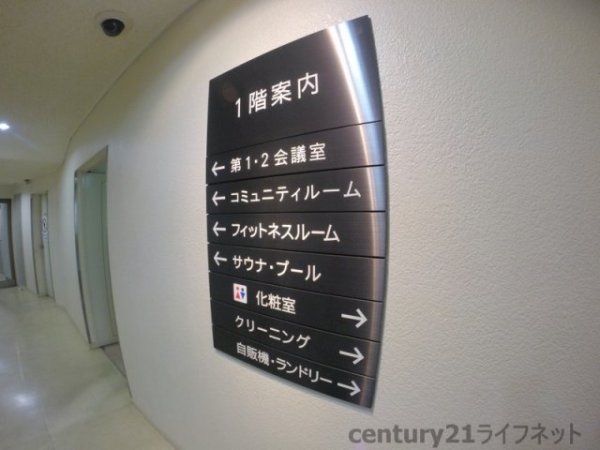 1階案内
← 第1・2会議室
← コミュニティルーム
← フィットネスルーム
← サウナ・プール
化粧室 →
クリーニング →
自販機・ランドリー →
century21ライフネット